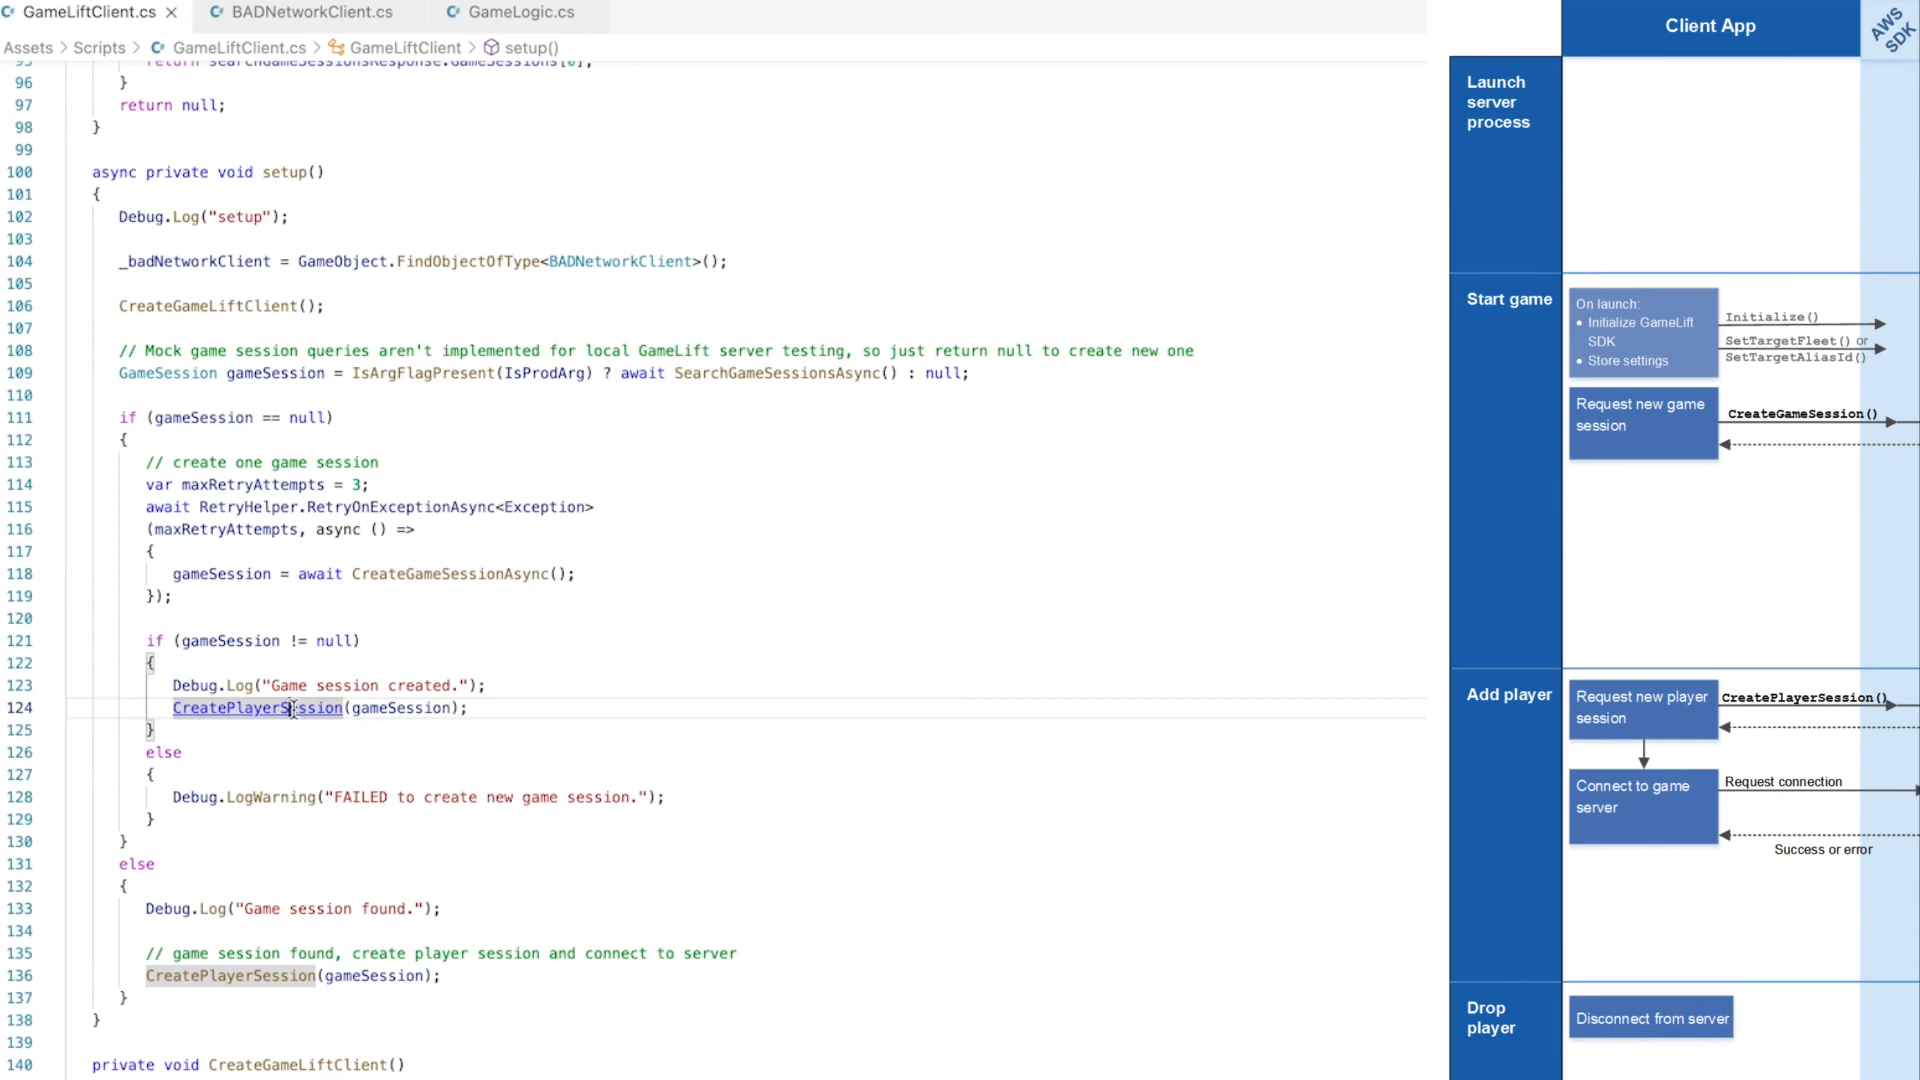 GameLiftClient.cs
BADNetworkClient.cs
GameLogic.cs
Assets > Scripts > GameLiftClient.cs > GameLiftClient > setup()
95 return searchGameSessionsResponse.GameSessions[0];
96 }
97 return null;
98 }
99
100 async private void setup()
101 {
102 Debug.Log("setup");
103
104 _badNetworkClient = GameObject.FindObjectOfType<BADNetworkClient>();
105
106 CreateGameLiftClient();
107
108 // Mock game session queries aren't implemented for local GameLift server testing, so just return null to create new one
109 GameSession gameSession = IsArgFlagPresent(IsProdArg) ? await SearchGameSessionsAsync() : null;
110
111 if (gameSession == null)
112 {
113 // create one game session
114 var maxRetryAttempts = 3;
115 await RetryHelper.RetryOnExceptionAsync<Exception>
116 (maxRetryAttempts, async () =>
117 {
118 gameSession = await CreateGameSessionAsync();
119 });
120
121 if (gameSession != null)
122 {
123 Debug.Log("Game session created.");
124 CreatePlayerSession(gameSession);
125 }
126 else
127 {
128 Debug.LogWarning("FAILED to create new game session.");
129 }
130 }
131 else
132 {
133 Debug.Log("Game session found.");
134
135 // game session found, create player session and connect to server
136 CreatePlayerSession(gameSession);
137 }
138 }
139
140 private void CreateGameLiftClient()
Client App
AWS
SDK
Launch
server
process
Start game
On launch:
• Initialize GameLift
SDK
• Store settings
Initialize()
SetTargetFleet() or
SetTargetAliasId()
Request new game
session
CreateGameSession()
Add player
Request new player
session
CreatePlayerSession()
Connect to game
server
Request connection
Success or error
Drop
player
Disconnect from server